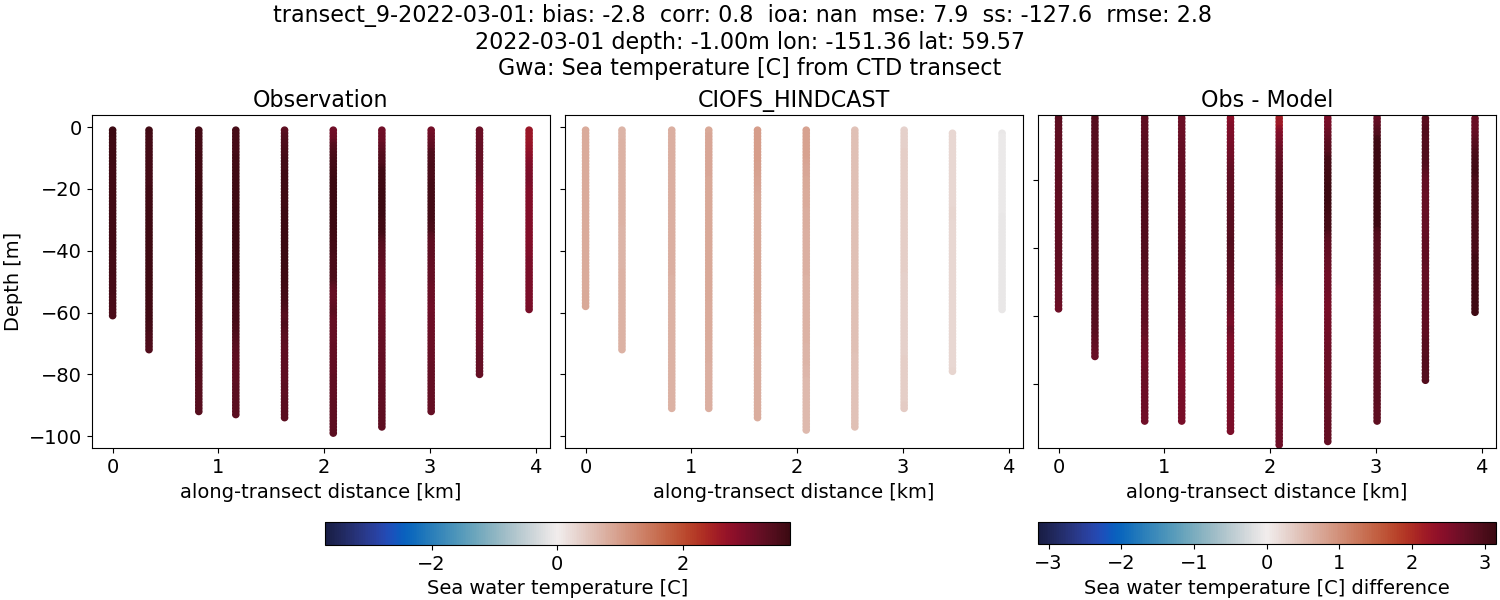 transect_9-2022-03-01: bias: -2.8  corr: 0.8  ioa: nan  mse: 7.9  ss: -127.6  rmse: 2.8
2022-03-01 depth: -1.00m lon: -151.36 lat: 59.57
Gwa: Sea temperature [C] from CTD transect
Observation
CIOFS_HINDCAST
Obs - Model
Depth [m]
0
−20
−40
−60
−80
−100
0 1 2 3 4
0 1 2 3 4
0 1 2 3 4
along-transect distance [km]
along-transect distance [km]
along-transect distance [km]
−2 0 2
Sea water temperature [C]
−3 −2 −1 0 1 2 3
Sea water temperature [C] difference